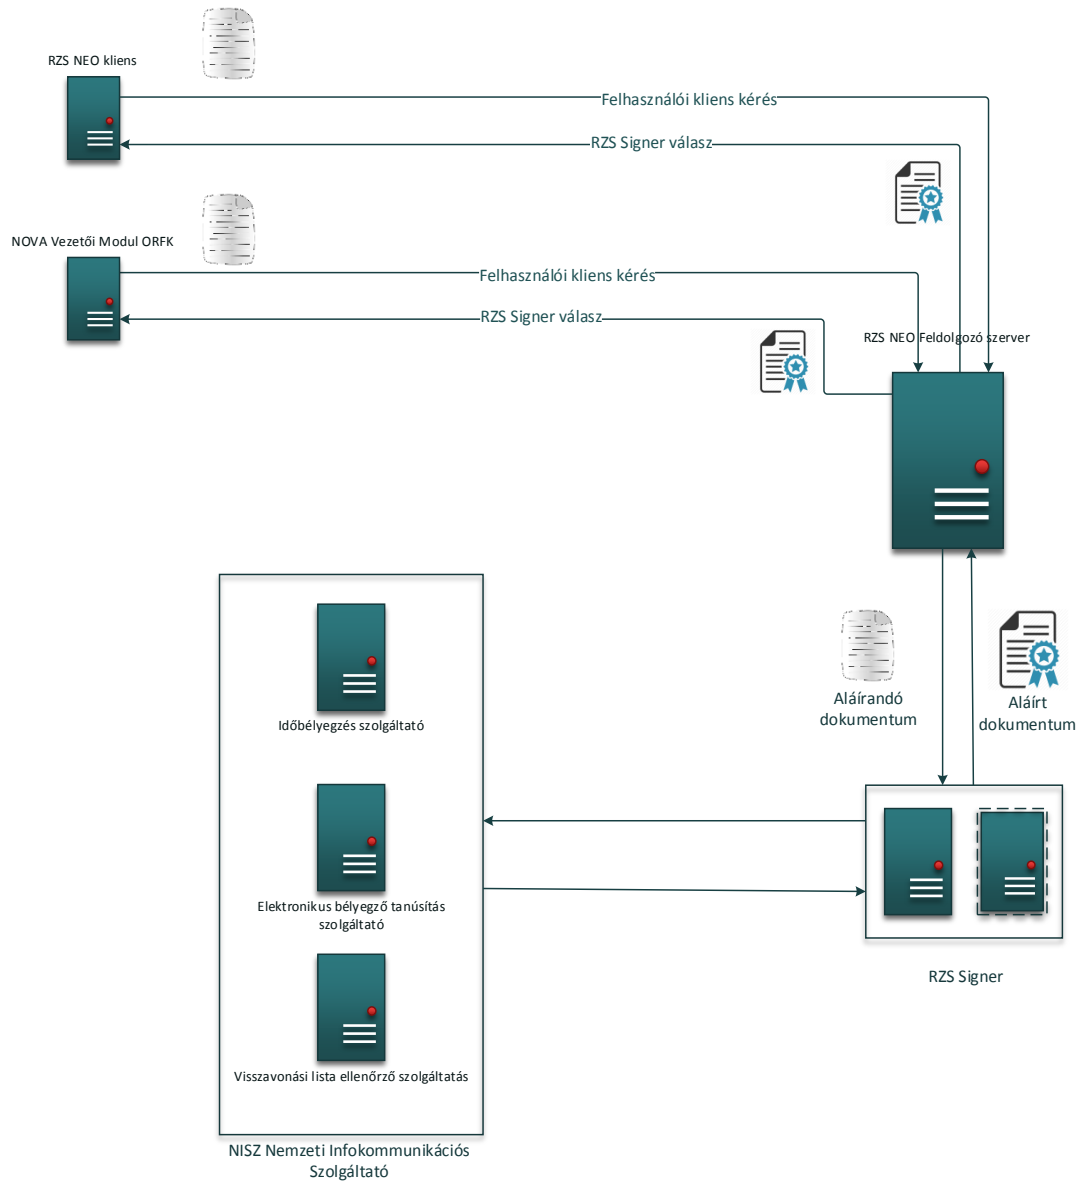 RZS NEO kliens
Felhasználói kliens kérés
RZS Signer válasz
NOVA Vezetői Modul ORFK
Felhasználói kliens kérés
RZS Signer válasz
RZS NEO Feldolgozó szerver
Aláírandó
dokumentum
Aláírt
dokumentum
Időbélyegzés szolgáltató
Elektronikus bélyegző tanúsítás
szolgáltató
Visszavonási lista ellenőrző szolgáltatás
RZS Signer
NISZ Nemzeti Infokommunikációs
Szolgáltató